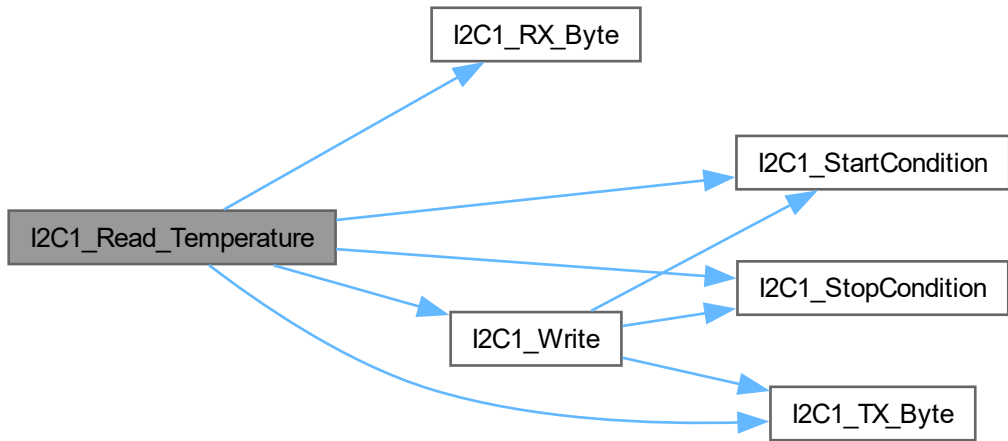 I2C1_RX_Byte
I2C1_StartCondition
I2C1_Read_Temperature
I2C1_StopCondition
I2C1_Write
I2C1_TX_Byte